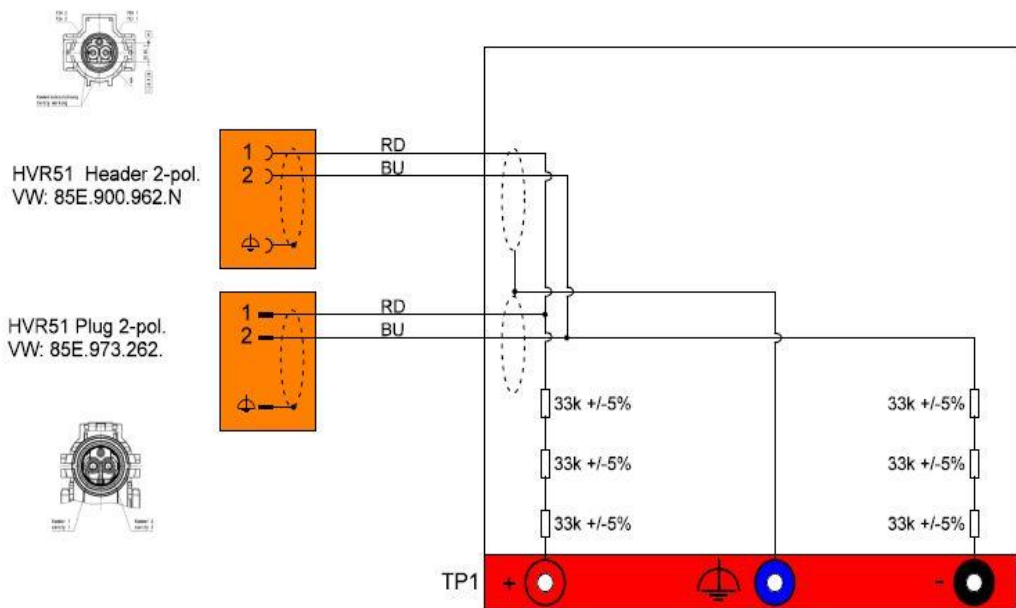 1
RD
HVR51 Header 2-pol.
VW: 85E.900.962.N
2
BU
1
RD
HVR51 Plug 2-pol.
VW: 85E.973.262.
2
BU
33k +/-5%
33k +/-5%
33k +/-5%
33k +/-5%
33k +/-5%
33k +/-5%
TP1
+
-